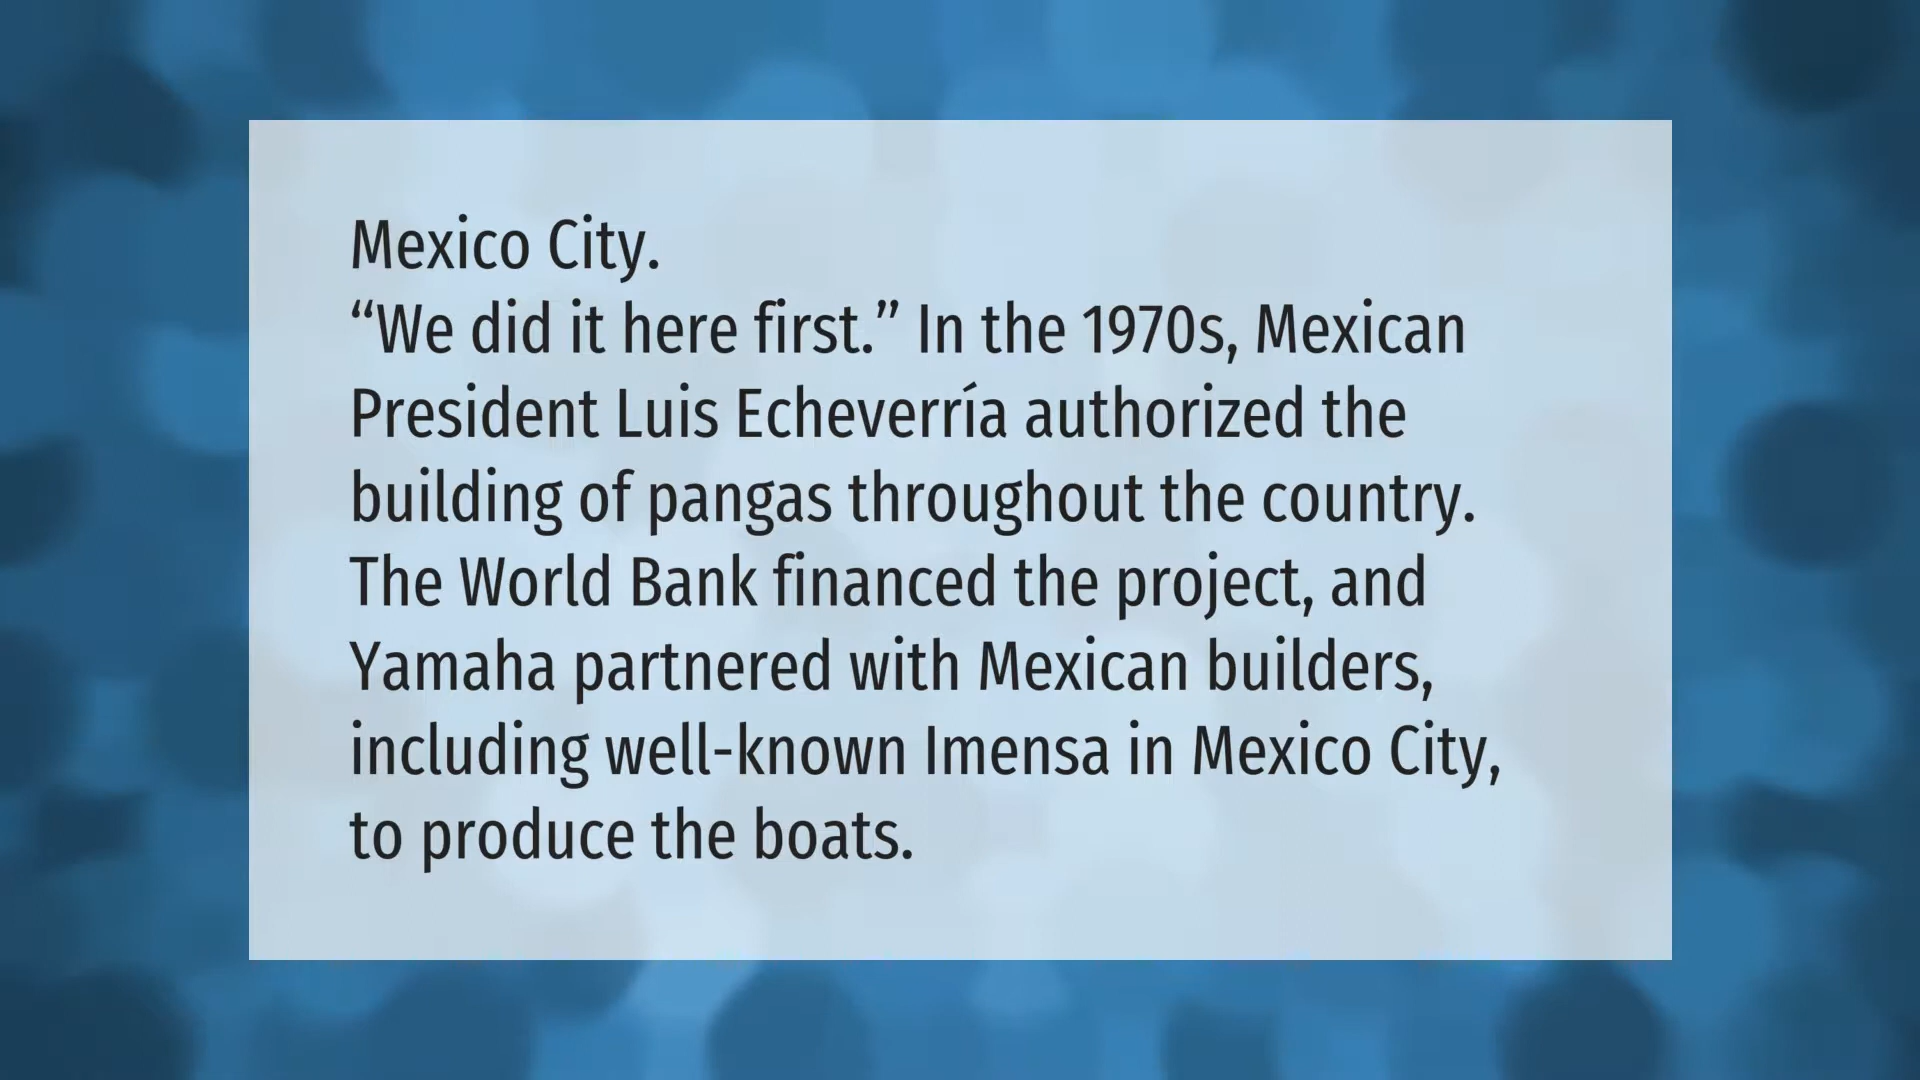 Mexico City.
“We did it here first.” In the 1970s, Mexican
President Luis Echeverría authorized the
building of pangas throughout the country.
The World Bank financed the project, and
Yamaha partnered with Mexican builders,
including well-known Imensa in Mexico City,
to produce the boats.